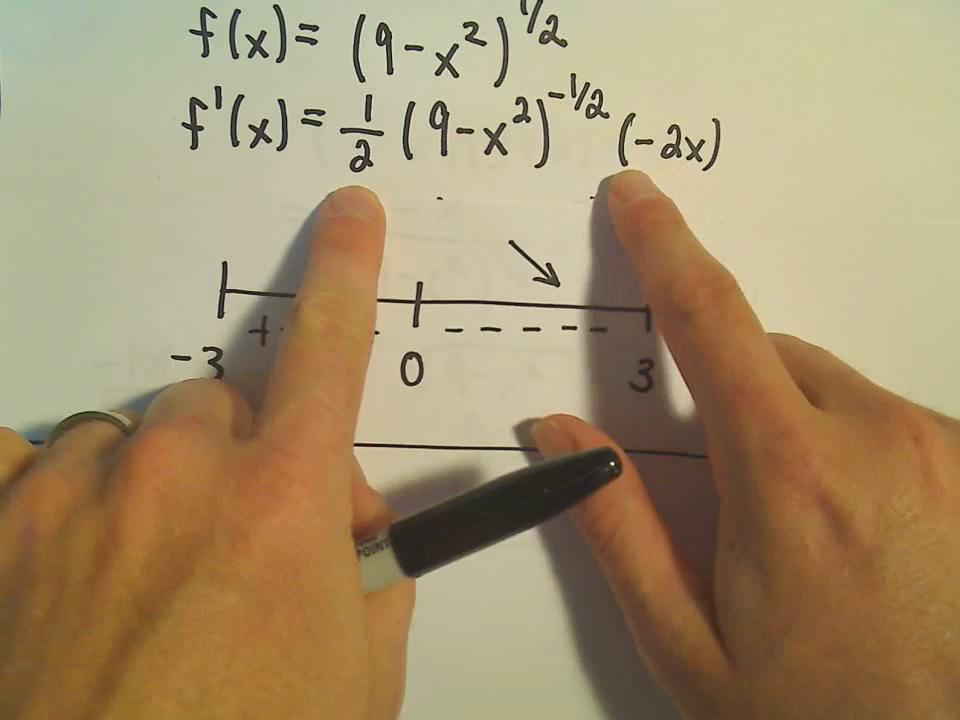 f(x) = (9 - x²)^1/2
f'(x) = 1/2 (9 - x²)^-1/2 (-2x)
+ - - - - -
-3 0 3
POINT